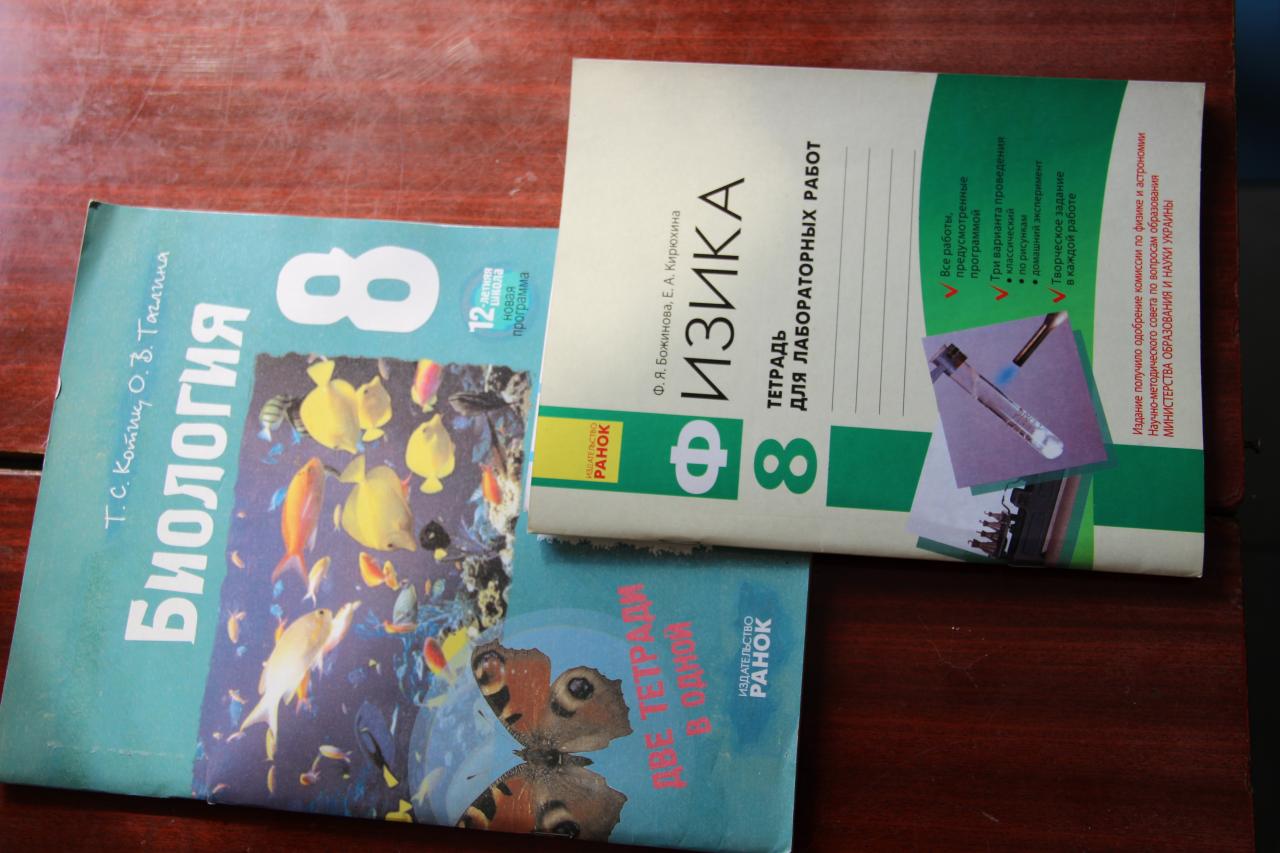 Т. С. Котик, О. В. Таглина
БИОЛОГИЯ
8
12-летняя
школа
новая
программа
ДВЕ ТЕТРАДИ
В ОДНОЙ
ИЗДАТЕЛЬСТВО
РАНОК
ИЗДАТЕЛЬСТВО
РАНОК
Ф. Я. Божинова, Е. А. Кирюхина
ФИЗИКА
8
ТЕТРАДЬ
ДЛЯ ЛАБОРАТОРНЫХ РАБОТ
Все работы,
предусмотренные
программой
Три варианта проведения
• классический
• по рисункам
• домашний эксперимент
Творческое задание
в каждой работе
Издание получило одобрение комиссии по физике и астрономии
Научно-методического совета по вопросам образования
МИНИСТЕРСТВА ОБРАЗОВАНИЯ И НАУКИ УКРАИНЫ